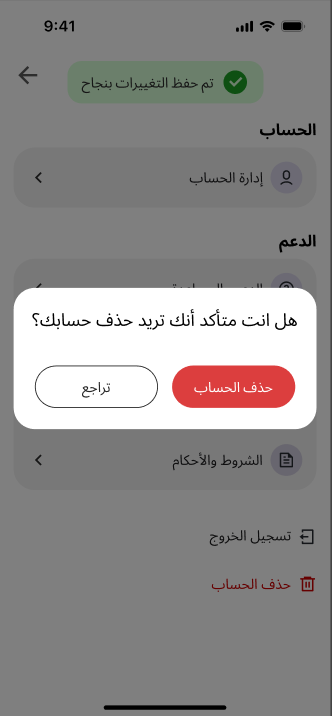 9:41
تم حفظ التغييرات بنجاح
الحساب
إدارة الحساب
الدعم
هل انت متأكد أنك تريد حذف حسابك؟
حذف الحساب
تراجع
الشروط والأحكام
تسجيل الخروج
حذف الحساب